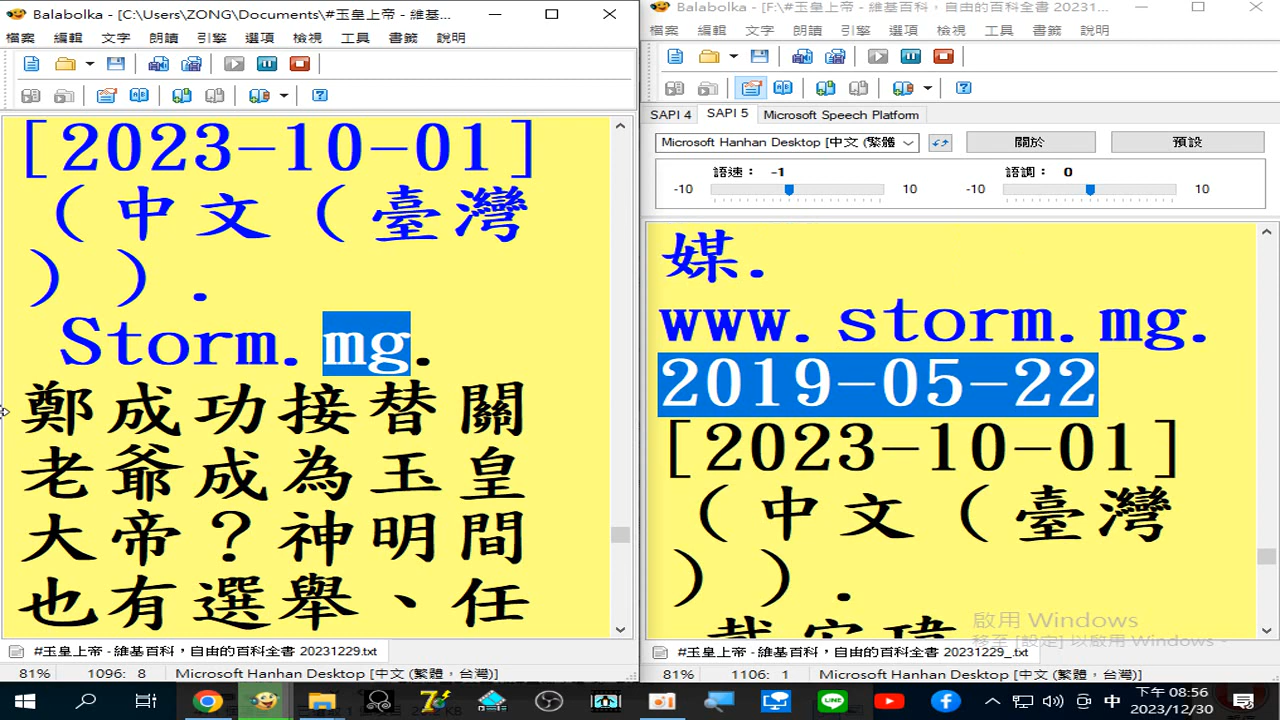 Balabolka - [C:\Users\ZONG\Documents\#玉皇上帝 - 維基...
檔案 編輯 文字 朗讀 引擎 選項 檢視 工具 書籤 說明
[2023-10-01]
（中文（臺灣
））.
Storm.mg.
鄭成功接替關
老爺成為玉皇
大帝？神明間
也有選舉、任
#玉皇上帝 - 維基百科，自由的百科全書 20231229.txt
81% 1096: 8 Microsoft Hanhan Desktop [中文 (繁體，台灣)]
Balabolka - [F:\#玉皇上帝 - 維基百科，自由的百科全書 20231...
檔案 編輯 文字 朗讀 引擎 選項 檢視 工具 書籤 說明
SAPI 4 SAPI 5 Microsoft Speech Platform
Microsoft Hanhan Desktop [中文 (繁體 關於 預設
語速： -1 語調： 0
-10 10 -10 10
媒.
www.storm.mg.
2019-05-22
[2023-10-01]
（中文（臺灣
））.
啟用 Windows
移至 [設定] 以啟用 Windows。
#玉皇上帝 - 維基百科，自由的百科全書 20231229_.txt
81% 1106: 1 Microsoft Hanhan Desktop [中文 (繁體，台灣)]
中 下午 08:56
2023/12/30